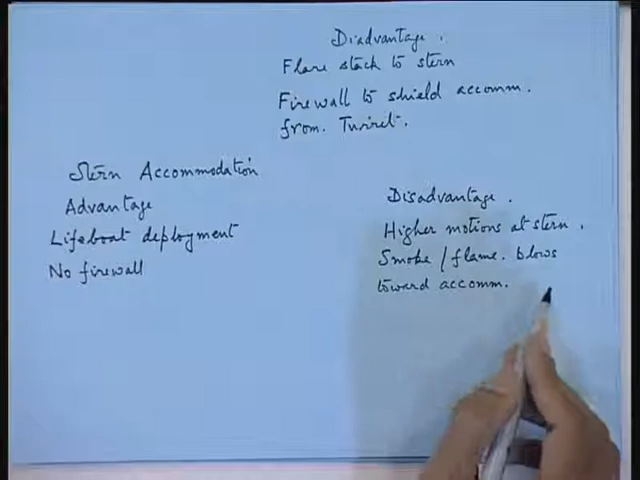 Disadvantage.
Flare stack to stern
Firewall to shield accomm.
from. Turret.
Stern Accommodation
Advantage
Lifeboat deployment
No firewall
Disadvantage.
Higher motions at stern.
Smoke / flame. blows
toward accomm.